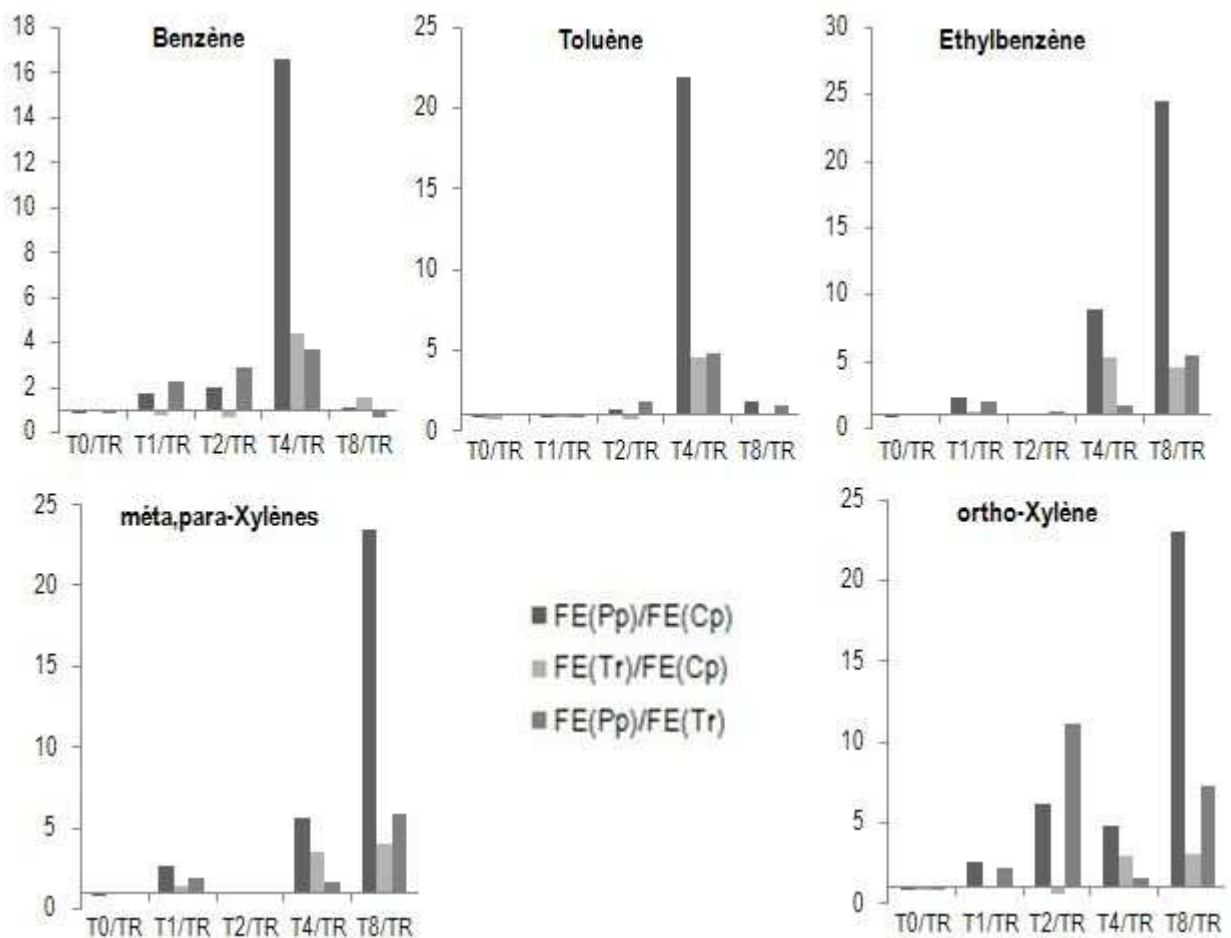 Benzène
18
16
14
12
10
8
6
4
2
0
T0/TR T1/TR T2/TR T4/TR T8/TR
Toluène
25
20
15
10
5
0
T0/TR T1/TR T2/TR T4/TR T8/TR
Ethylbenzène
30
25
20
15
10
5
0
T0/TR T1/TR T2/TR T4/TR T8/TR
méta,para-Xylènes
25
20
15
10
5
0
T0/TR T1/TR T2/TR T4/TR T8/TR
FE(Pp)/FE(Cp)
FE(Tr)/FE(Cp)
FE(Pp)/FE(Tr)
ortho-Xylène
25
20
15
10
5
0
T0/TR T1/TR T2/TR T4/TR T8/TR